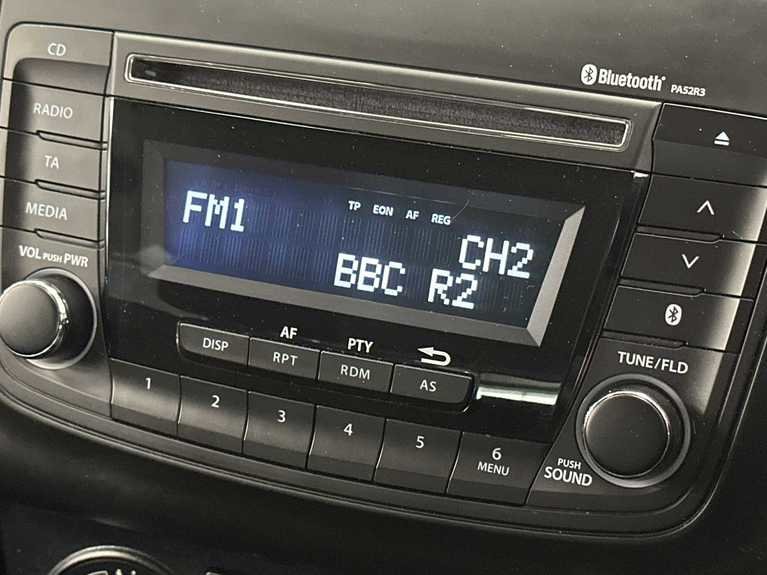 CD
Bluetooth®
PA52R3
RADIO
TA
MEDIA
VOL PUSH PWR
FM1
TP EON AF REG
CH2
BBC R2
AF
PTY
DISP
RPT
RDM
AS
TUNE/FLD
1
2
3
4
5
6
MENU
PUSH
SOUND